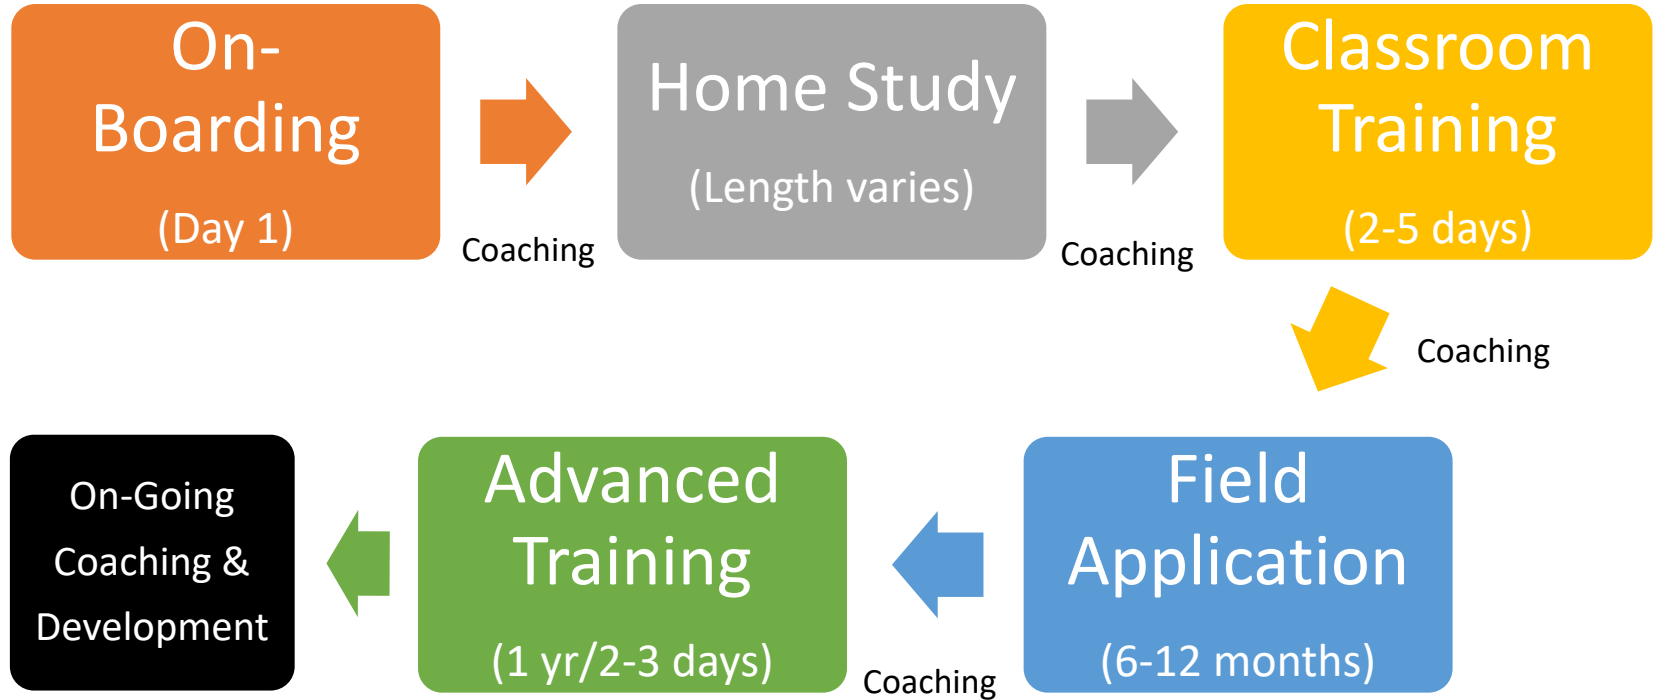 On-
Boarding
(Day 1)
Coaching
Home Study
(Length varies)
Coaching
Classroom
Training
(2-5 days)
Coaching
Field
Application
(6-12 months)
Coaching
Advanced
Training
(1 yr/2-3 days)
On-Going
Coaching &
Development